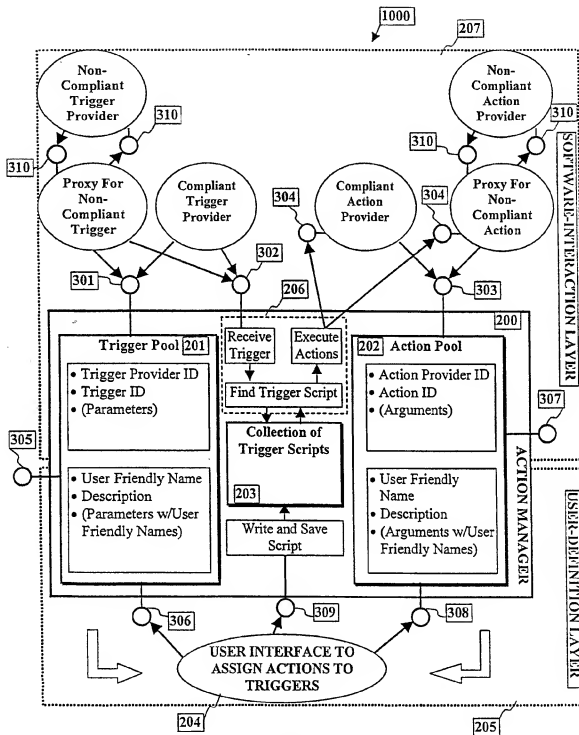 1000
207
Non-
Compliant
Trigger
Provider
310
310
Proxy For
Non-
Compliant
Trigger
Compliant
Trigger
Provider
301
302
Non-
Compliant
Action
Provider
310
310
304
Compliant
Action
Provider
304
Proxy For
Non-
Compliant
Action
303
SOFTWARE-INTERACTION LAYER
206
200
Trigger Pool 201
• Trigger Provider ID
• Trigger ID
• (Parameters)
• User Friendly Name
• Description
• (Parameters w/User
Friendly Names)
Receive
Trigger
Execute
Actions
Find Trigger Script
Collection of
Trigger Scripts
203
Write and Save
Script
202 Action Pool
• Action Provider ID
• Action ID
• (Arguments)
• User Friendly
Name
• Description
• (Arguments w/User
Friendly Names)
ACTION MANAGER
307
305
306
309
308
USER INTERFACE TO
ASSIGN ACTIONS TO
TRIGGERS
204
205
USER-DEFINITION LAYER